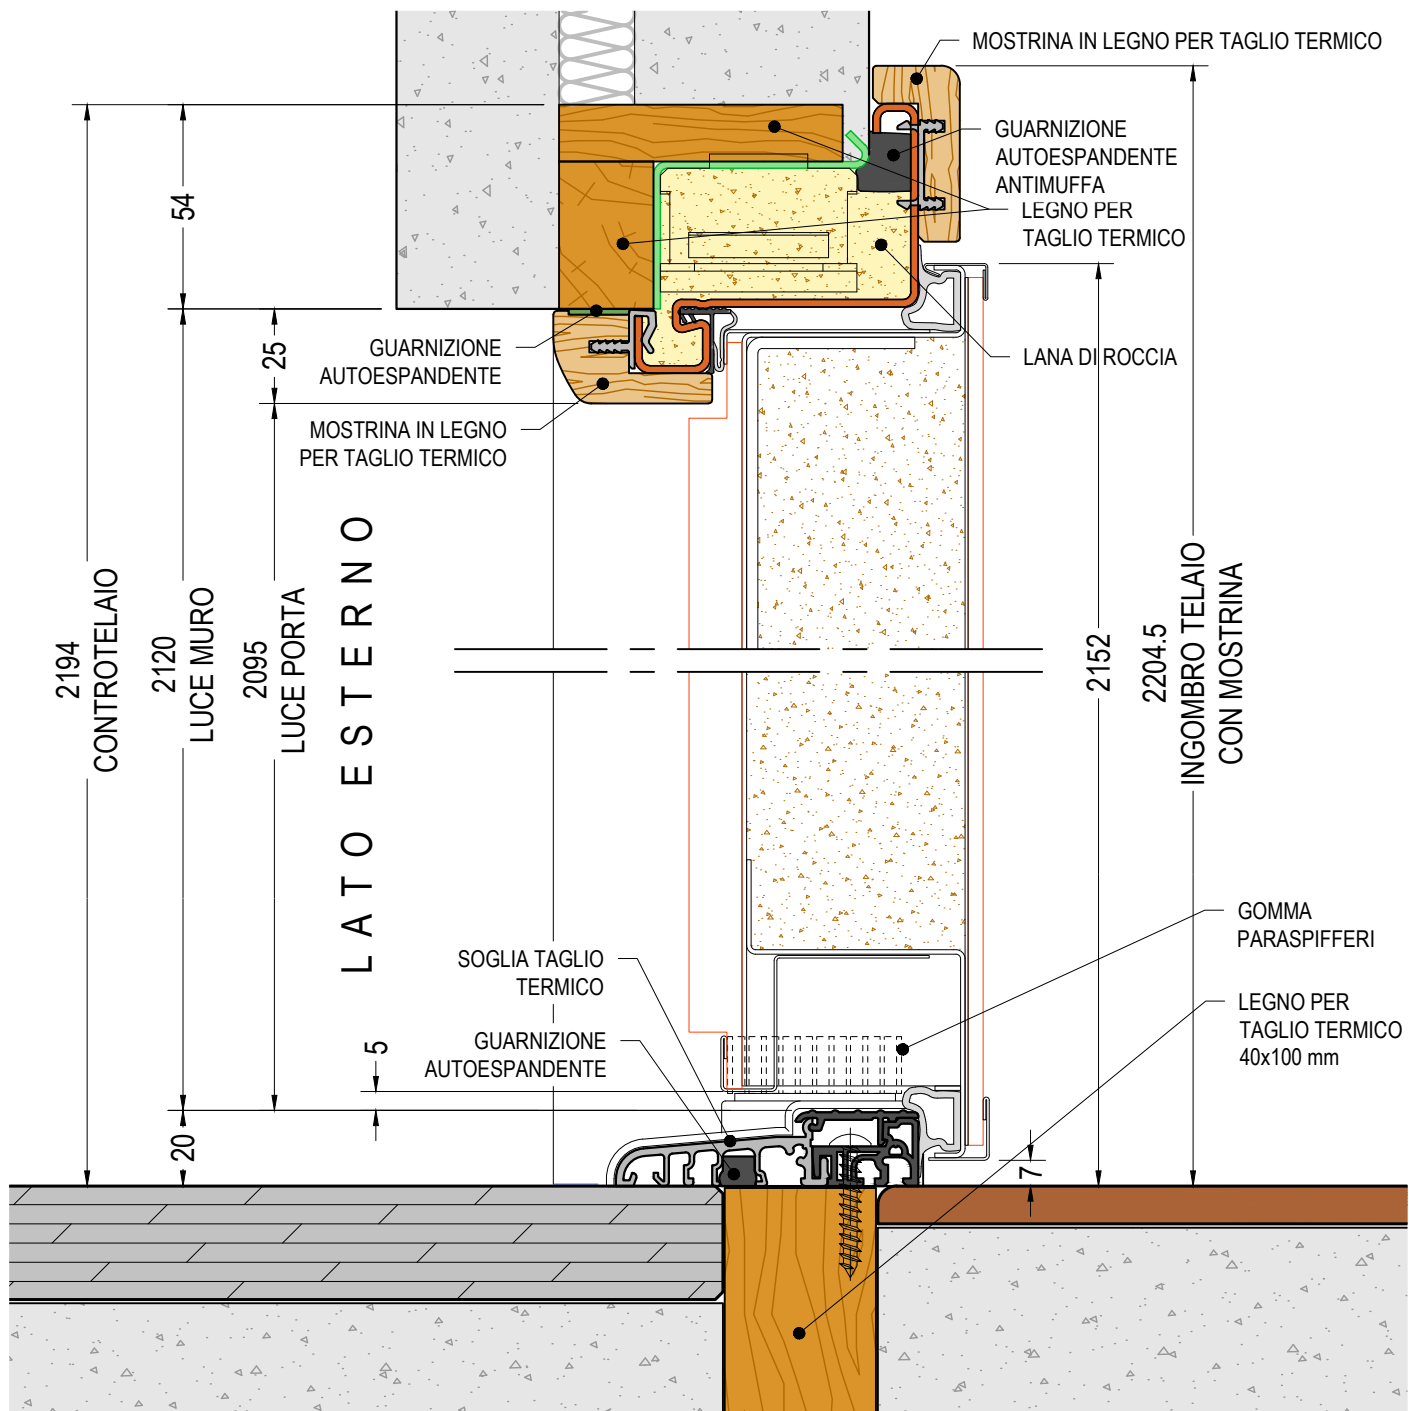 MOSTRINA IN LEGNO PER TAGLIO TERMICO
GUARNIZIONE
AUTOESPANDENTE
ANTIMUFFA
LEGNO PER
TAGLIO TERMICO
54
25
GUARNIZIONE
AUTOESPANDENTE
LANA DI ROCCIA
MOSTRINA IN LEGNO
PER TAGLIO TERMICO
2194
CONTROTELAIO
2120
LUCE MURO
2095
LUCE PORTA
LATO ESTERNO
2152
2204.5
INGOMBRO TELAIO
CON MOSTRINA
GOMMA
PARASPIFFERI
SOGLIA TAGLIO
TERMICO
LEGNO PER
TAGLIO TERMICO
40x100 mm
GUARNIZIONE
AUTOESPANDENTE
5
20
7